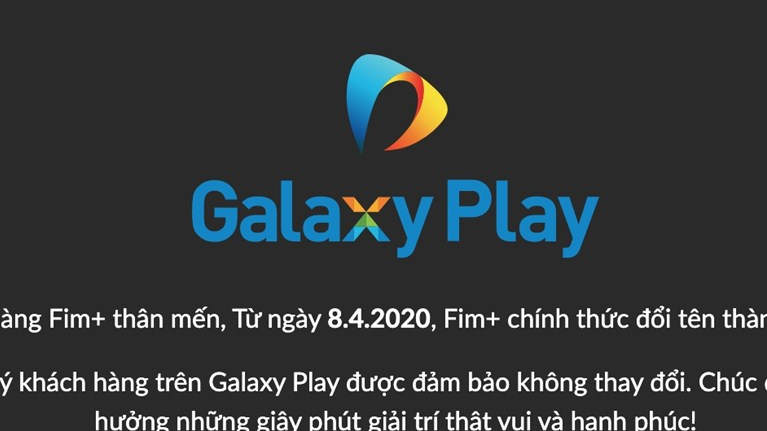 Galaxy Play
àng Fim+ thân mến, Từ ngày 8.4.2020, Fim+ chính thức đổi tên thàn
ý khách hàng trên Galaxy Play được đảm bảo không thay đổi. Chúc
hưởng những giây phút giải trí thật vui và hạnh phúc!